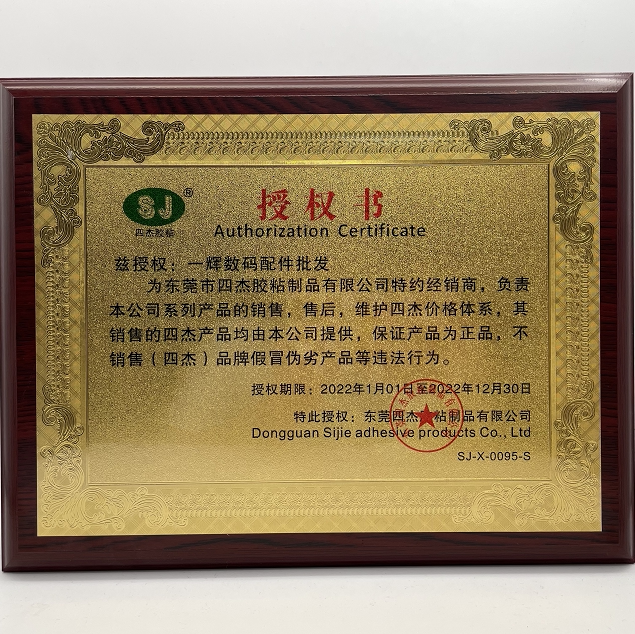 SJ®
四杰胶粘
授权书
Authorization Certificate
兹授权：一辉数码配件批发
为东莞市四杰胶粘制品有限公司特约经销商，负责
本公司系列产品的销售，售后，维护四杰价格体系，其
销售的四杰产品均由本公司提供，保证产品为正品，不
销售（四杰）品牌假冒伪劣产品等违法行为。
授权期限：2022年1月01日至2022年12月30日
特此授权：东莞四杰胶粘制品有限公司
Dongguan Sijie adhesive products Co., Ltd
SJ-X-0095-S